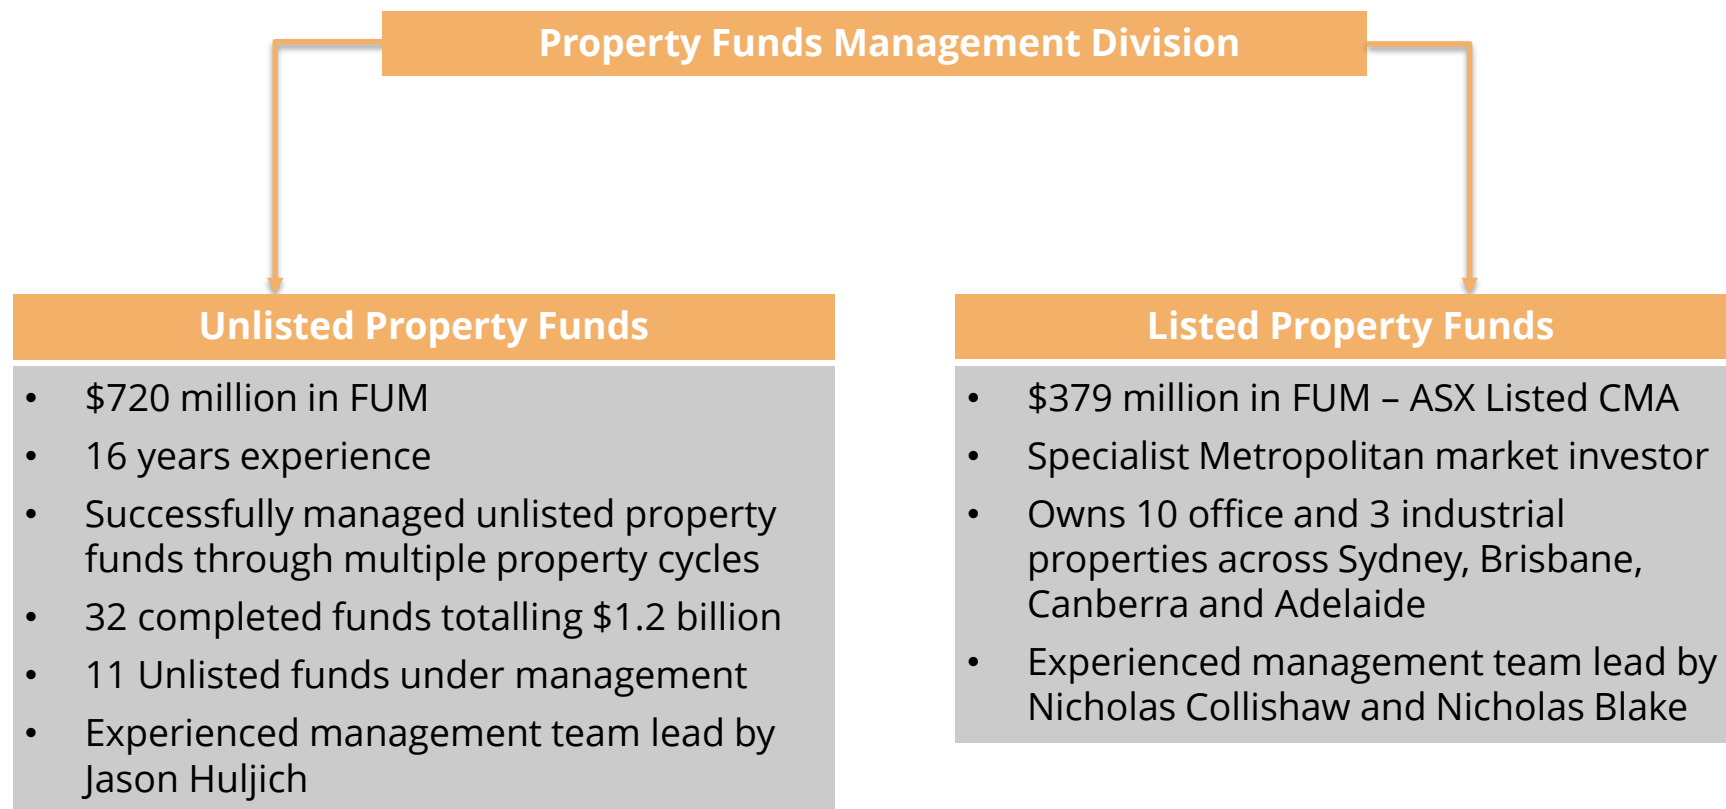 Property Funds Management Division
Unlisted Property Funds
• $720 million in FUM
• 16 years experience
• Successfully managed unlisted property
funds through multiple property cycles
• 32 completed funds totalling $1.2 billion
• 11 Unlisted funds under management
• Experienced management team lead by
Jason Huljich
Listed Property Funds
• $379 million in FUM – ASX Listed CMA
• Specialist Metropolitan market investor
• Owns 10 office and 3 industrial
properties across Sydney, Brisbane,
Canberra and Adelaide
• Experienced management team lead by
Nicholas Collishaw and Nicholas Blake